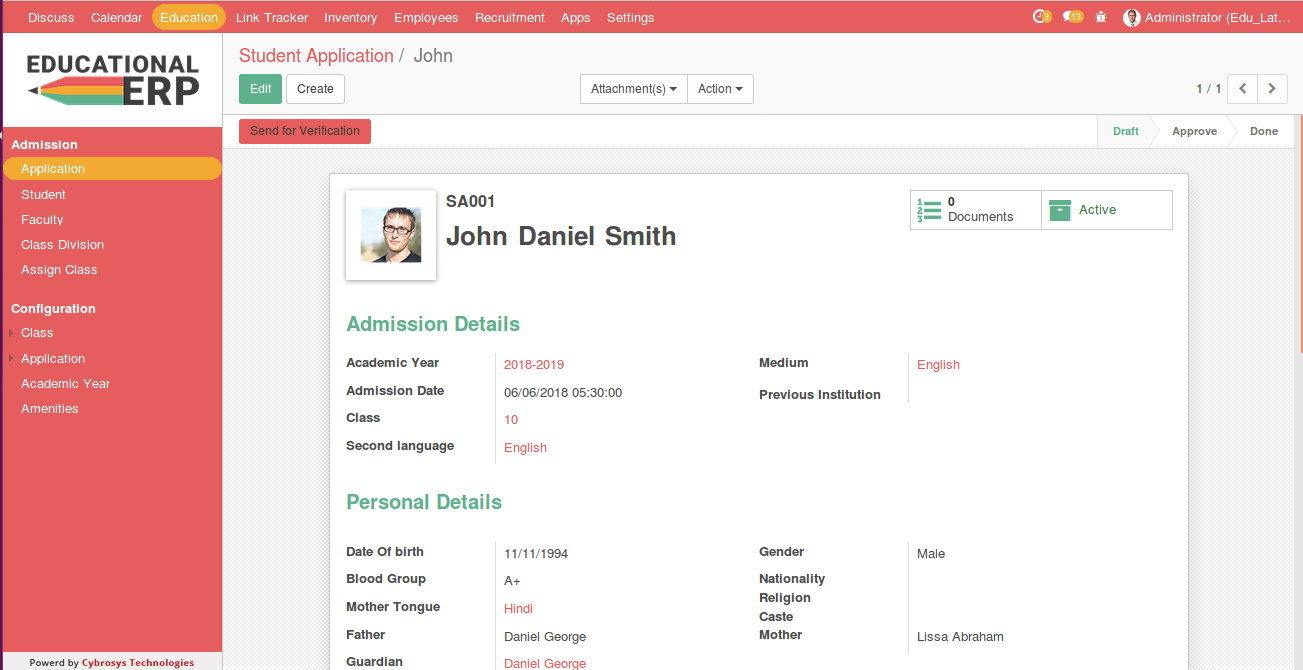 Discuss Calendar Education Link Tracker Inventory Employees Recruitment Apps Settings 3 13 Administrator (Edu_Lat...
EDUCATIONAL
ERP
Student Application / John
Edit Create Attachment(s) Action 1 / 1
Send for Verification Draft Approve Done
Admission
Application
Student
Faculty
Class Division
Assign Class
Configuration
Class
Application
Academic Year
Amenities
Powered by Cybrosys Technologies
SA001
John Daniel Smith
1
2
3
0
Documents
Active
Admission Details
Academic Year 2018-2019 Medium English
Admission Date 06/06/2018 05:30:00 Previous Institution
Class 10
Second language English
Personal Details
Date Of birth 11/11/1994 Gender Male
Blood Group A+ Nationality
Religion
Mother Tongue Hindi Caste
Father Daniel George Mother Lissa Abraham
Guardian Daniel George